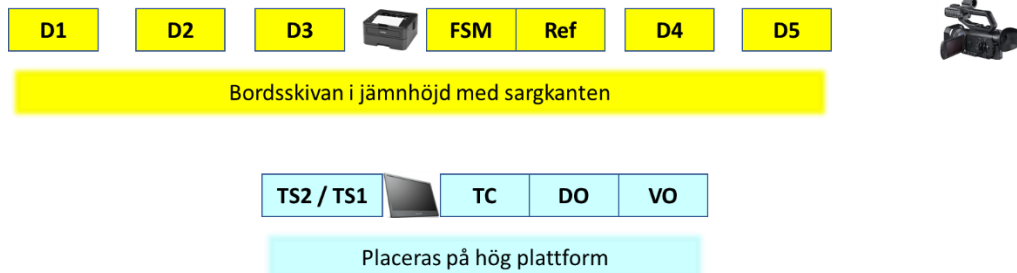 D1 D2 D3 FSM Ref D4 D5
Bordsskivan i jämnhöjd med sargkanten
TS2 / TS1 TC DO VO
Placeras på hög plattform